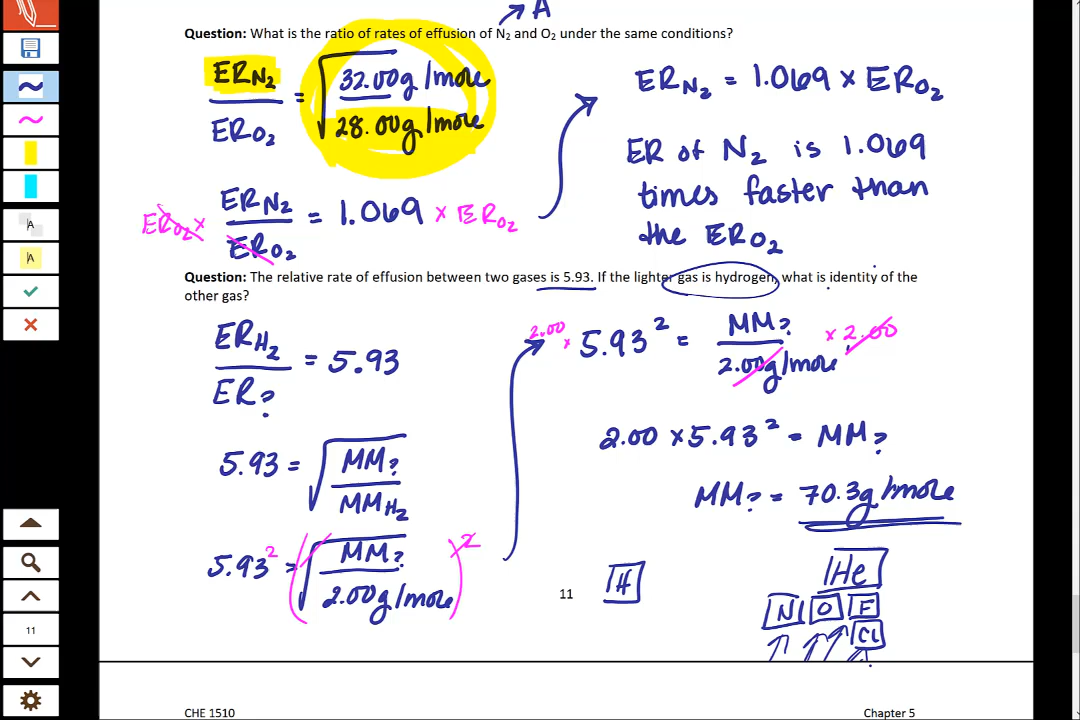 A
Question: What is the ratio of rates of effusion of N₂ and O₂ under the same conditions?
ER N₂ / ER O₂ = √(32.00g/mole / 28.00g/mole)
ER O₂ × ER N₂ / ER O₂ = 1.069 × ER O₂
ER N₂ = 1.069 × ER O₂
ER of N₂ is 1.069
times faster than
the ER O₂
Question: The relative rate of effusion between two gases is 5.93. If the lighter gas is hydrogen, what is identity of the
other gas?
ER H₂ / ER ? = 5.93
5.93 = √(MM? / MM H₂)
5.93² = (√(MM? / 2.00g/mole))²
2.00 × 5.93² = MM? / 2.00g/mole × 2.00
2.00 × 5.93² = MM?
MM? = 70.3g/mole
11
H
He
N O F
Cl
CHE 1510
Chapter 5
A
A
11